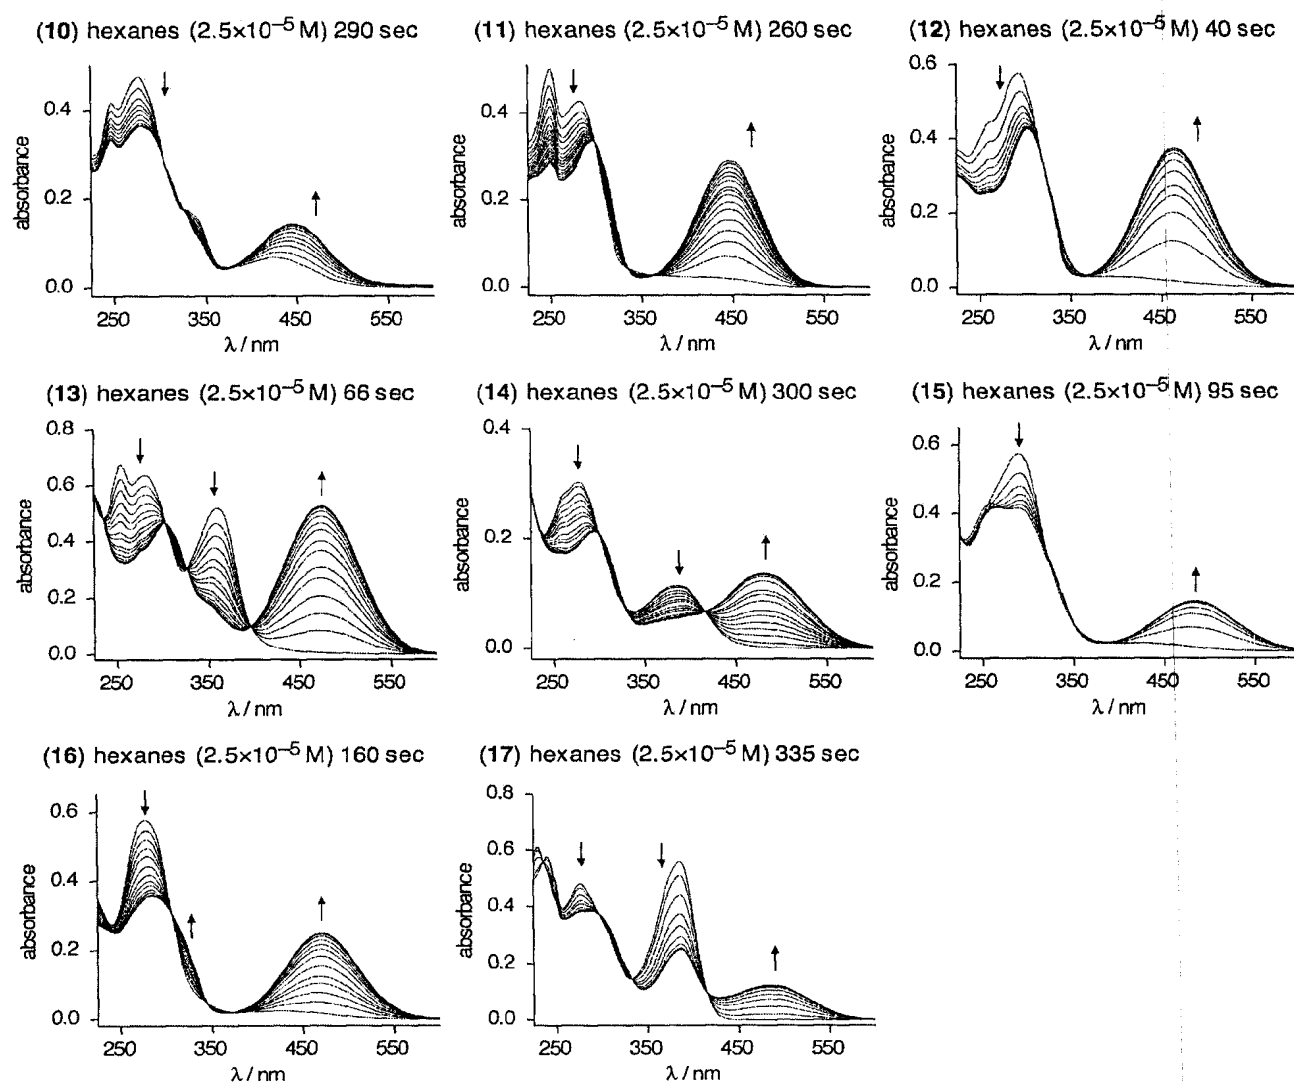 (10) hexanes (2.5×10⁻⁵ M) 290 sec
absorbance
0.4
0.2
0.0
250 350 450 550
λ / nm
(11) hexanes (2.5×10⁻⁵ M) 260 sec
absorbance
0.4
0.2
0.0
250 350 450 550
λ / nm
(12) hexanes (2.5×10⁻⁵ M) 40 sec
absorbance
0.6
0.4
0.2
0.0
250 350 450 550
λ / nm
(13) hexanes (2.5×10⁻⁵ M) 66 sec
absorbance
0.8
0.6
0.4
0.2
0.0
250 350 450 550
λ / nm
(14) hexanes (2.5×10⁻⁵ M) 300 sec
absorbance
0.4
0.2
0.0
250 350 450 550
λ / nm
(15) hexanes (2.5×10⁻⁵ M) 95 sec
absorbance
0.6
0.4
0.2
0.0
250 350 450 550
λ / nm
(16) hexanes (2.5×10⁻⁵ M) 160 sec
absorbance
0.6
0.4
0.2
0.0
250 350 450 550
λ / nm
(17) hexanes (2.5×10⁻⁵ M) 335 sec
absorbance
0.8
0.6
0.4
0.2
0.0
250 350 450 550
λ / nm